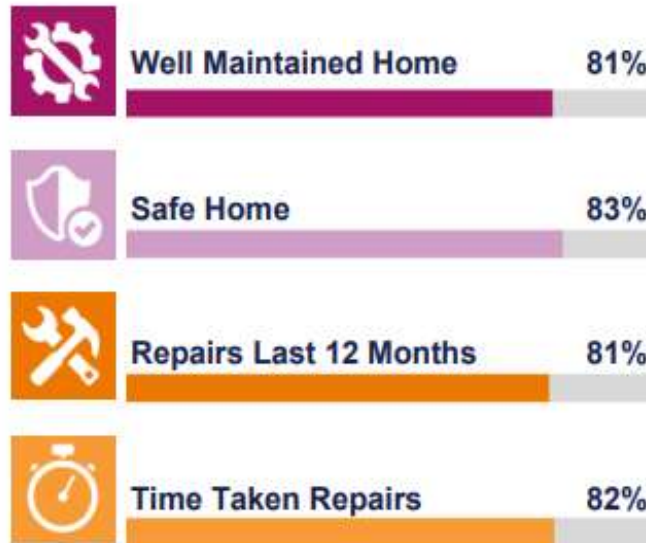 Well Maintained Home 81%
Safe Home 83%
Repairs Last 12 Months 81%
Time Taken Repairs 82%